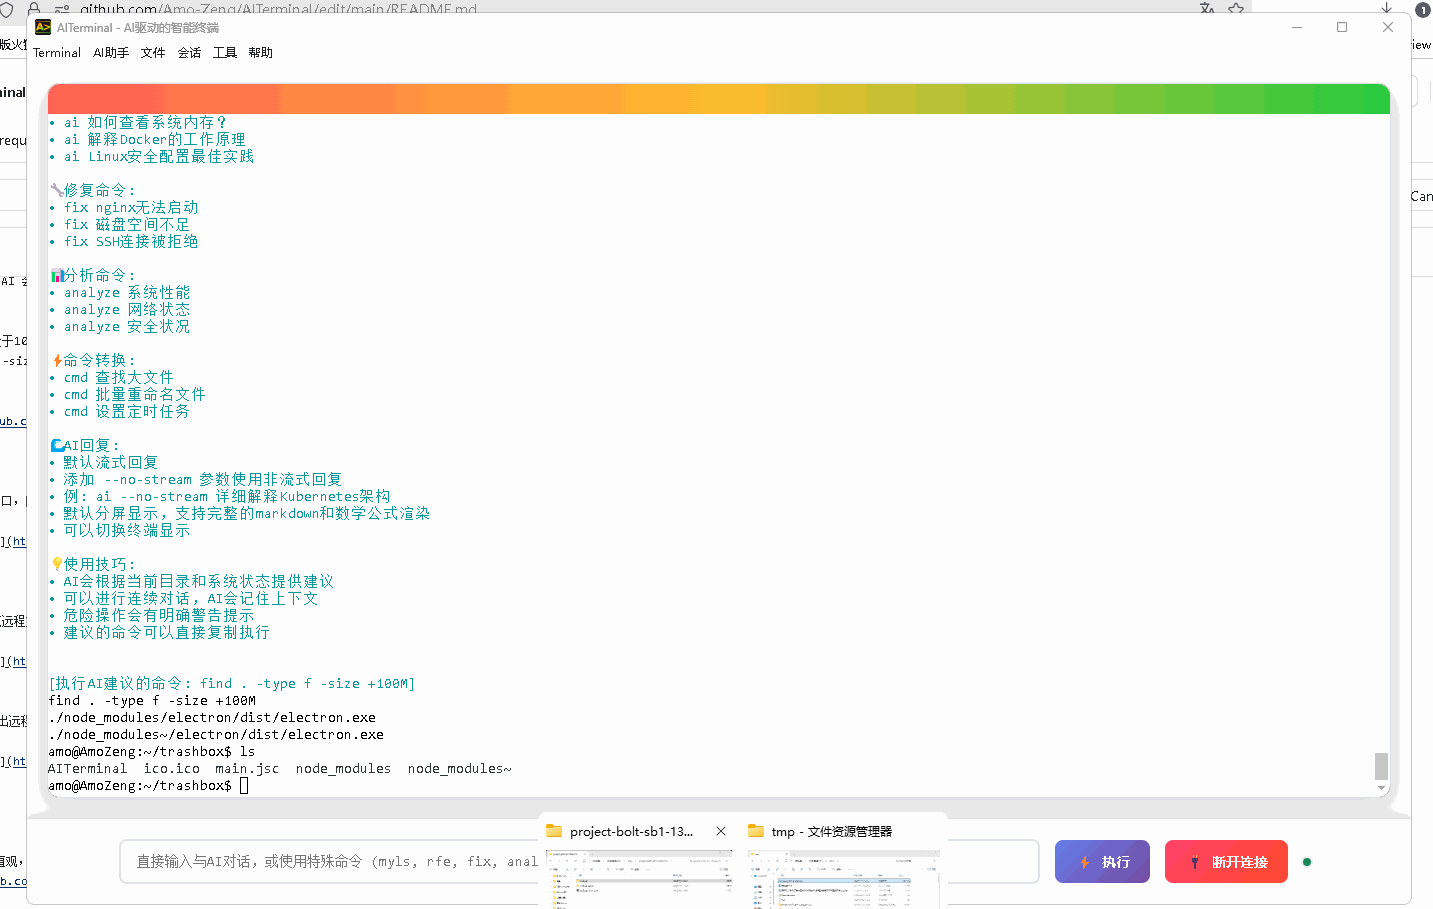 github.com/Amo-Zeng/AITerminal/edit/main/README.md
AITerminal - AI驱动的智能终端
1
Terminal AI助手 文件 会话 工具 帮助
• ai 如何查看系统内存？
• ai 解释Docker的工作原理
• ai Linux安全配置最佳实践
🔧修复命令:
• fix nginx无法启动
• fix 磁盘空间不足
• fix SSH连接被拒绝
📊分析命令:
• analyze 系统性能
• analyze 网络状态
• analyze 安全状况
⚡命令转换:
• cmd 查找大文件
• cmd 批量重命名文件
• cmd 设置定时任务
🌊AI回复:
• 默认流式回复
• 添加 --no-stream 参数使用非流式回复
• 例: ai --no-stream 详细解释Kubernetes架构
• 默认分屏显示，支持完整的markdown和数学公式渲染
• 可以切换终端显示
💡使用技巧:
• AI会根据当前目录和系统状态提供建议
• 可以进行连续对话，AI会记住上下文
• 危险操作会有明确警告提示
• 建议的命令可以直接复制执行
[执行AI建议的命令: find . -type f -size +100M]
find . -type f -size +100M
./node_modules/electron/dist/electron.exe
./node_modules~/electron/dist/electron.exe
amo@AmoZeng:~/trashbox$ ls
AITerminal ico.ico main.jsc node_modules node_modules~
amo@AmoZeng:~/trashbox$
project-bolt-sb1-13...
tmp - 文件资源管理器
直接输入与AI对话，或使用特殊命令 (myls, rfe, fix, anal
⚡ 执行
断开连接